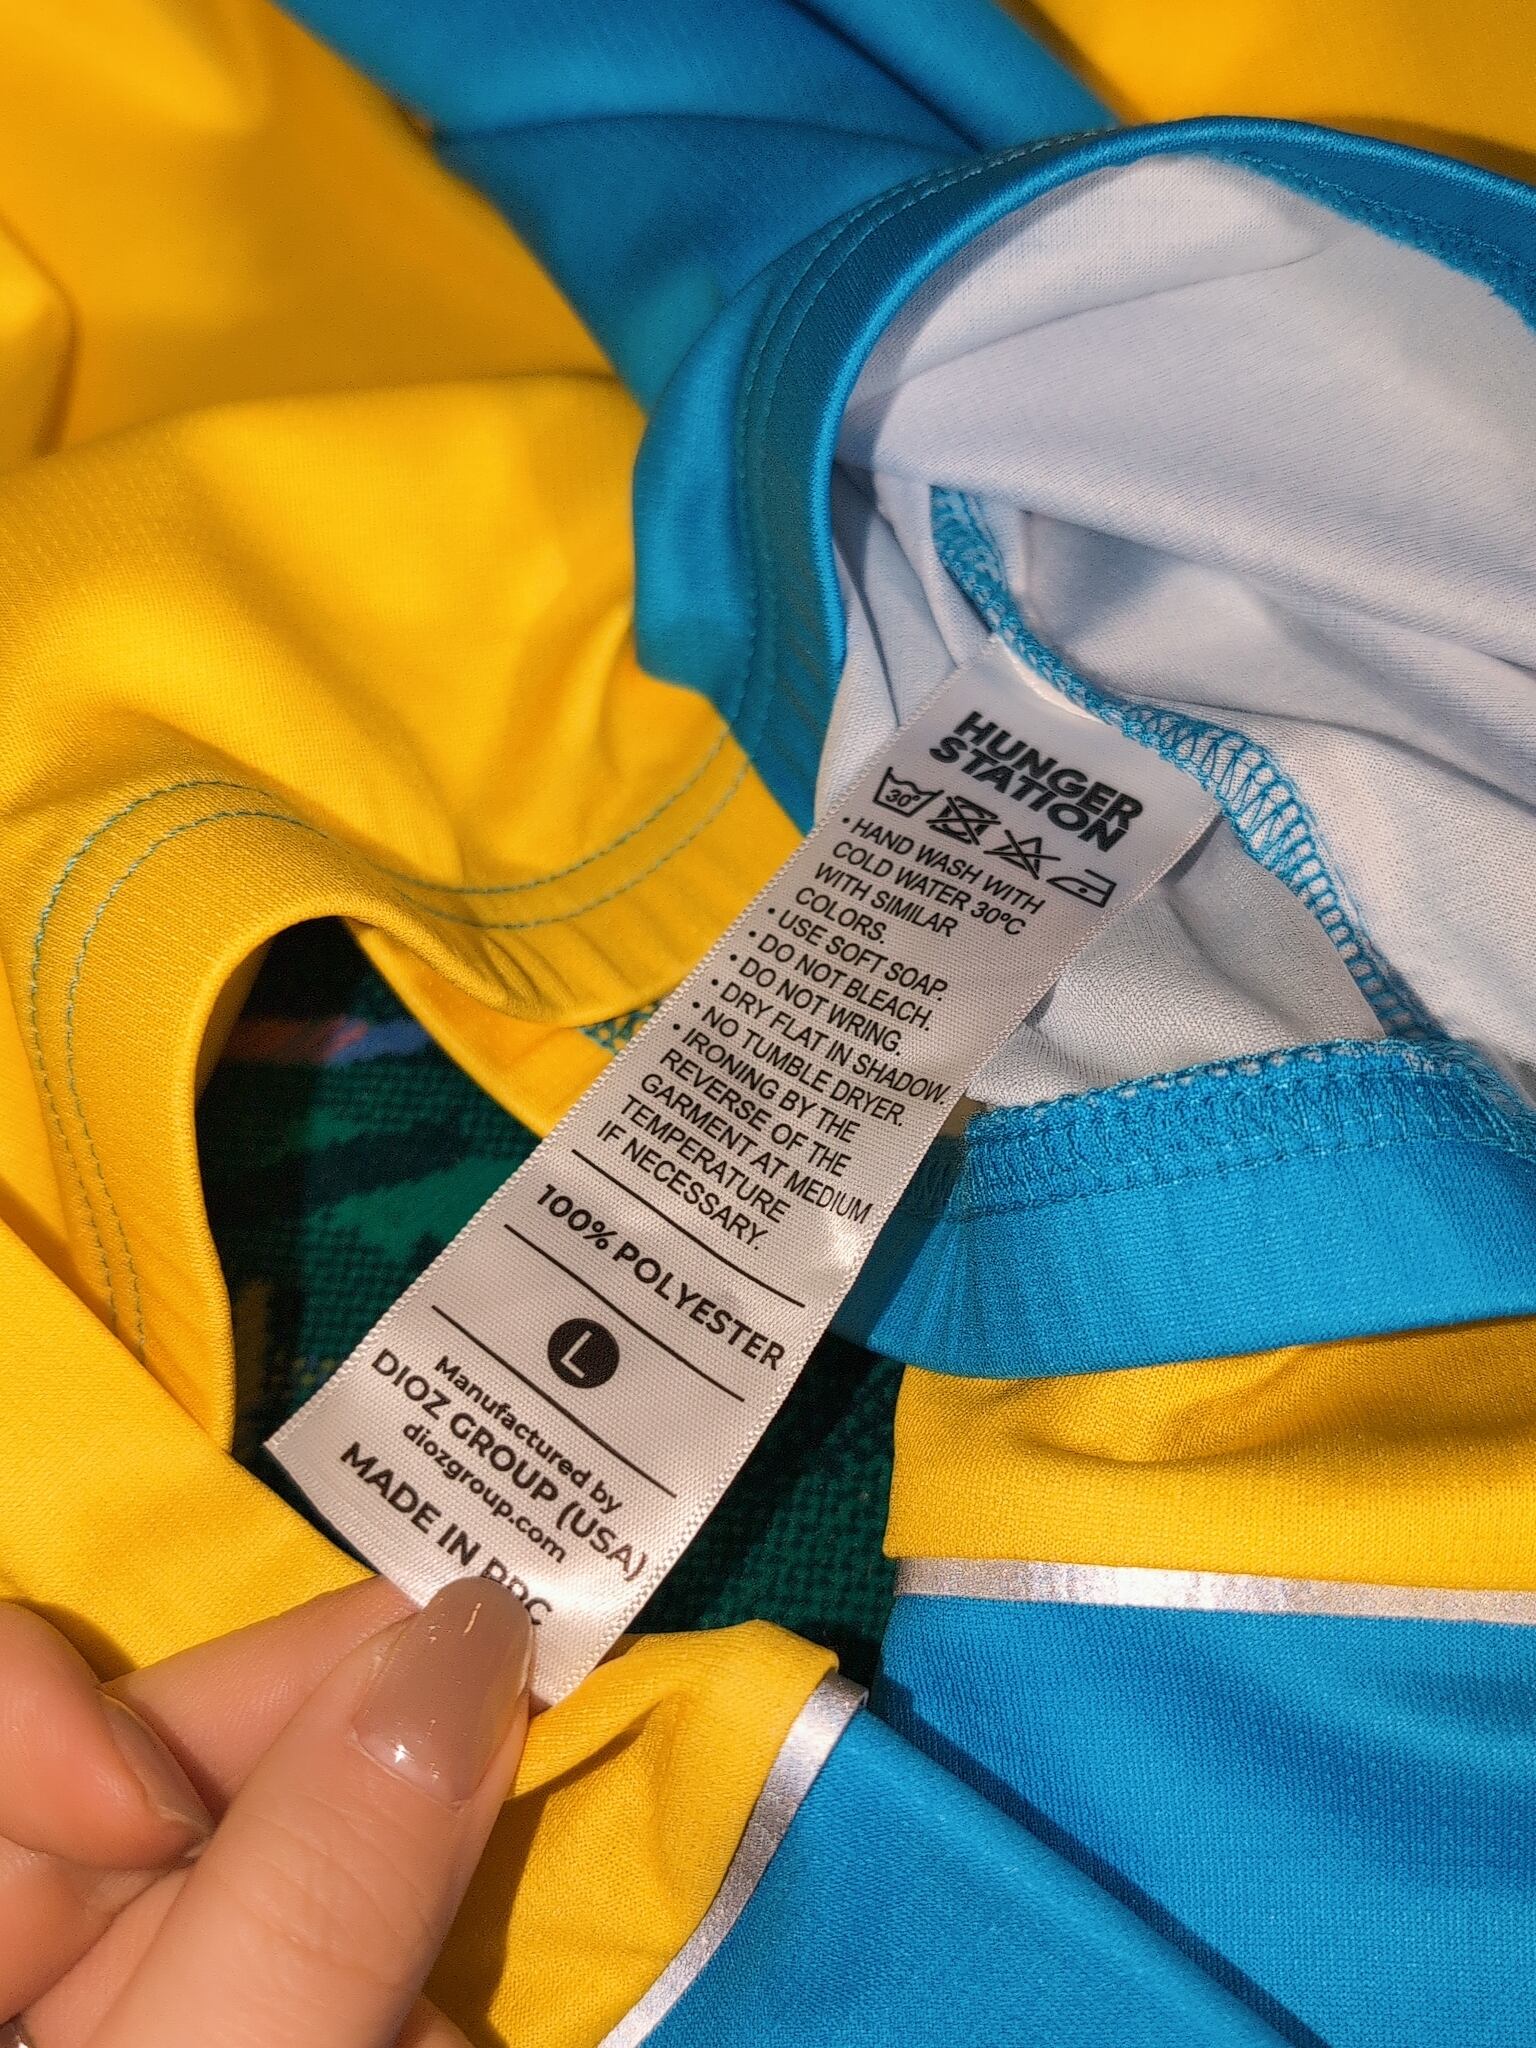 HUNGER
STATION
30°
• HAND WASH WITH
COLD WATER 30ºC
WITH SIMILAR
COLORS.
• USE SOFT SOAP.
• DO NOT BLEACH.
• DO NOT WRING.
• DRY FLAT IN SHADOW.
• NO TUMBLE DRYER.
• IRONING BY THE
REVERSE OF THE
GARMENT AT MEDIUM
TEMPERATURE
IF NECESSARY.
100% POLYESTER
L
Manufactured by
DIOZ GROUP (USA)
diozgroup.com
MADE IN PRC